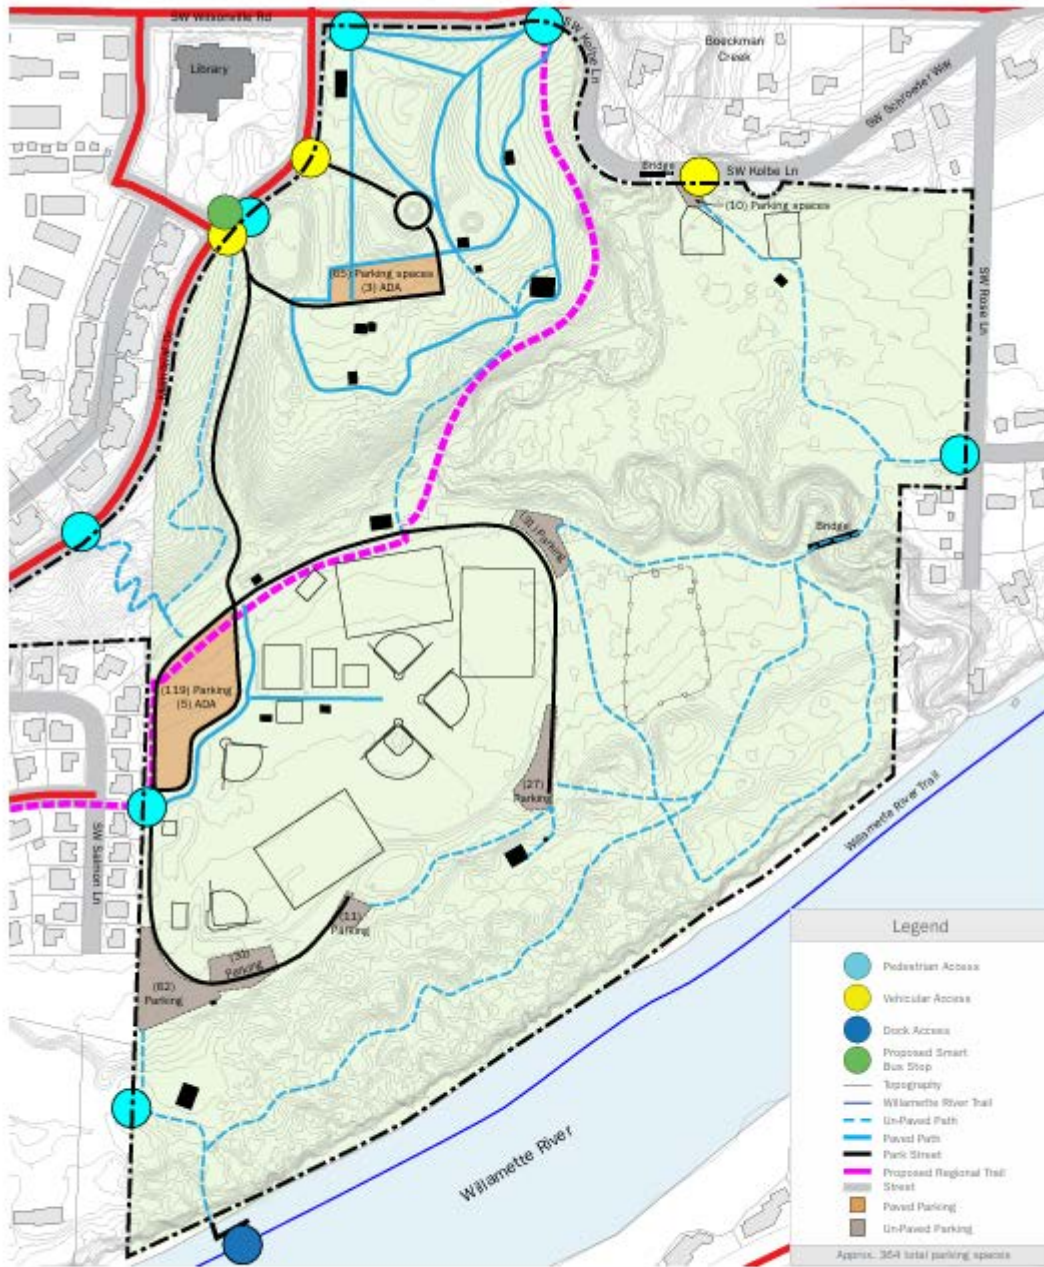 SW Wilsonville Rd
SW Kolbe Ln
Boeckman
Creek
Library
SW Schroeder Way
Bridge
SW Kolbe Ln
(10) Parking spaces
(65) Parking spaces
(3) ADA
SW Rose Ln
Bridge
(31) Parking
(119) Parking
(5) ADA
(27)
Parking
Willamette River Trail
SW Salmon Ln
(11)
Parking
(30)
Parking
(62)
Parking
Willamette River
Legend
Pedestrian Access
Vehicular Access
Dock Access
Proposed Smart
Bus Stop
Topography
Willamette River Trail
Un-Paved Path
Paved Path
Park Street
Proposed Regional Trail
Street
Paved Parking
Un-Paved Parking
Approx. 364 total parking spaces